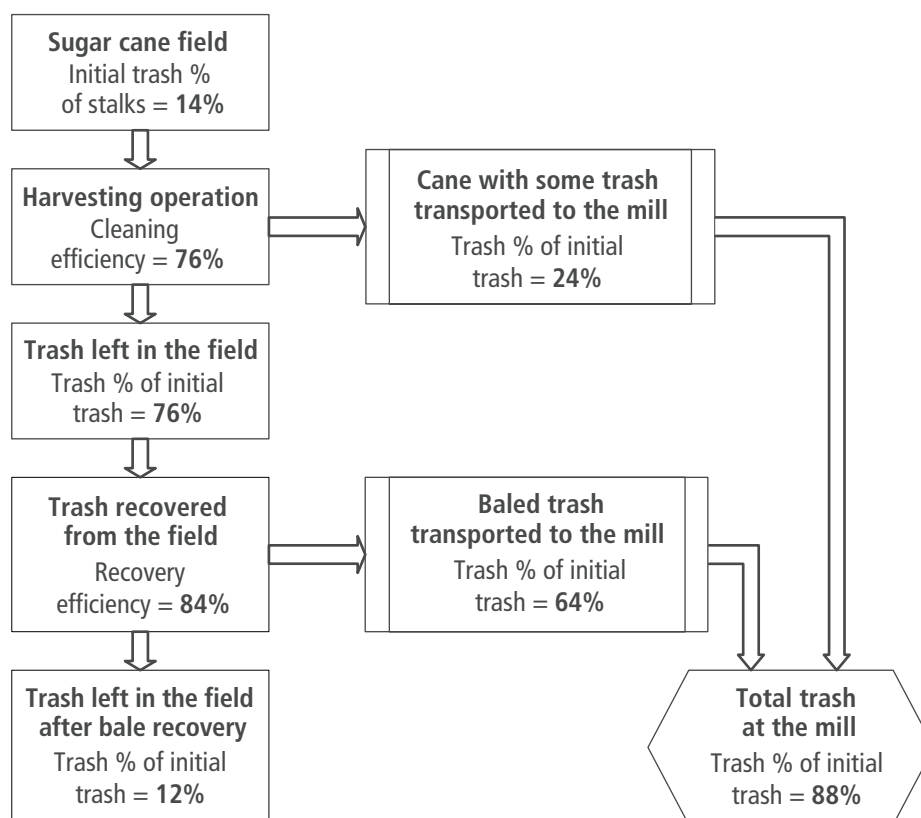 Sugar cane field
Initial trash %
of stalks = 14%
Harvesting operation
Cleaning
efficiency = 76%
Cane with some trash
transported to the mill
Trash % of initial
trash = 24%
Trash left in the field
Trash % of initial
trash = 76%
Trash recovered
from the field
Recovery
efficiency = 84%
Baled trash
transported to the mill
Trash % of initial
trash = 64%
Trash left in the field
after bale recovery
Trash % of initial
trash = 12%
Total trash
at the mill
Trash % of initial
trash = 88%